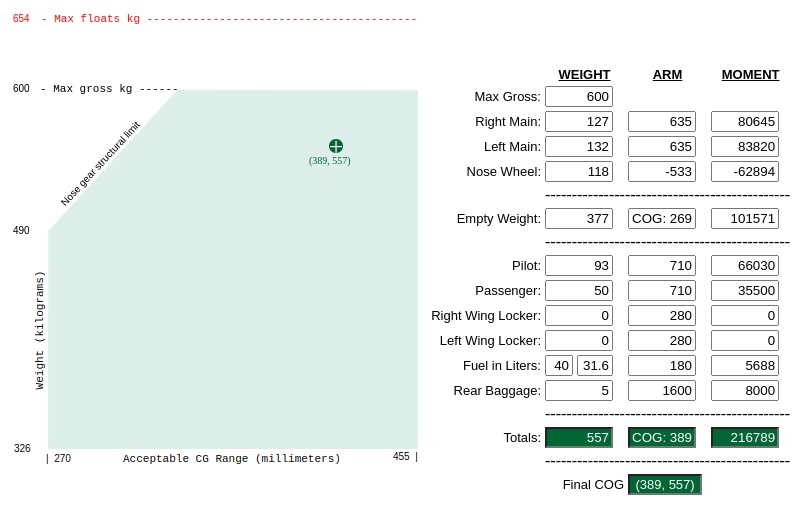 654 - Max floats kg -----------------------------------------
600 - Max gross kg ------
Nose gear structural limit
(389, 557)
490
Weight (kilograms)
326
| 270 Acceptable CG Range (millimeters) 455 |
WEIGHT ARM MOMENT
Max Gross: 600
Right Main: 127 635 80645
Left Main: 132 635 83820
Nose Wheel: 118 -533 -62894
-------------------------------------------------
Empty Weight: 377 COG: 269 101571
-------------------------------------------------
Pilot: 93 710 66030
Passenger: 50 710 35500
Right Wing Locker: 0 280 0
Left Wing Locker: 0 280 0
Fuel in Liters: 40 31.6 180 5688
Rear Baggage: 5 1600 8000
-------------------------------------------------
Totals: 557 COG: 389 216789
-------------------------------------------------
Final COG (389, 557)